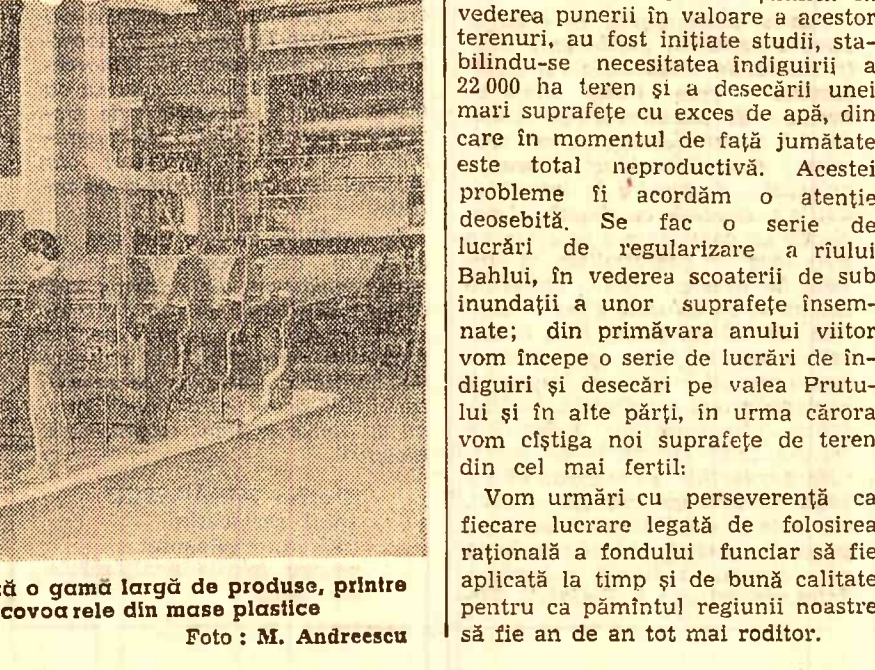 vederea punerii în valoare a acestor
terenuri, au fost inițiate studii, sta-
bilindu-se necesitatea îndiguirii a
22 000 ha teren și a desecării unei
mari suprafețe cu exces de apă, din
care în momentul de față jumătate
este total neproductivă. Acestei
probleme îi acordăm o atenție
deosebită. Se fac o serie de
lucrări de regularizare a rîului
Bahlui, în vederea scoaterii de sub
inundații a unor suprafețe însem-
nate; din primăvara anului viitor
vom începe o serie de lucrări de în-
diguiri și desecări pe valea Prutu-
lui și în alte părți, în urma cărora
vom cîștiga noi suprafețe de teren
din cel mai fertil:
Vom urmări cu perseverență ca
fiecare lucrare legată de folosirea
rațională a fondului funciar să fie
aplicată la timp și de bună calitate
pentru ca pămîntul regiunii noastre
să fie an de an tot mai roditor.
o gamă largă de produse, printre
covoarele din mase plastice
Foto : M. Andreescu